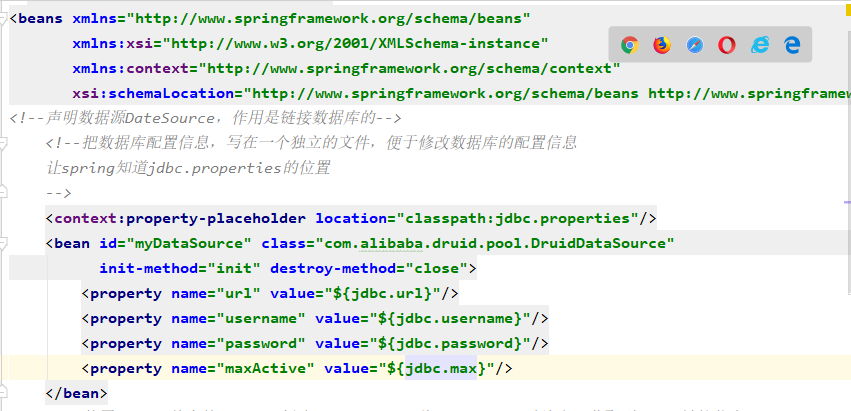 <beans xmlns="http://www.springframework.org/schema/beans"
xmlns:xsi="http://www.w3.org/2001/XMLSchema-instance"
xmlns:context="http://www.springframework.org/schema/context"
xsi:schemaLocation="http://www.springframework.org/schema/beans http://www.springframew
<!--声明数据源DateSource，作用是链接数据库的-->
<!--把数据库配置信息，写在一个独立的文件，便于修改数据库的配置信息
让spring知道jdbc.properties的位置
-->
<context:property-placeholder location="classpath:jdbc.properties"/>
<bean id="myDataSource" class="com.alibaba.druid.pool.DruidDataSource"
init-method="init" destroy-method="close">
<property name="url" value="${jdbc.url}"/>
<property name="username" value="${jdbc.username}"/>
<property name="password" value="${jdbc.password}"/>
<property name="maxActive" value="${jdbc.max}"/>
</bean>